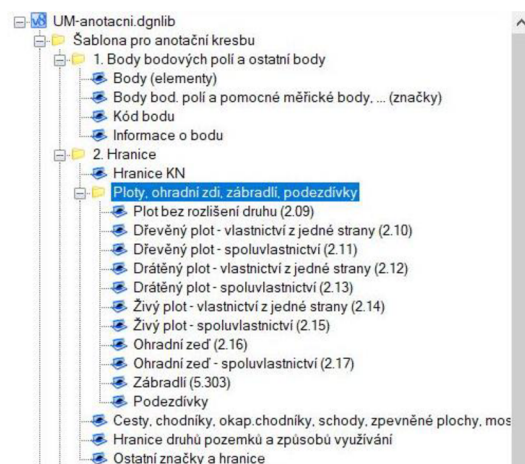 UM-anotacni.dgnlib
Šablona pro anotační kresbu
1. Body bodových polí a ostatní body
Body (elementy)
Body bod. polí a pomocné měřické body, ... (značky)
Kód bodu
Informace o bodu
2. Hranice
Hranice KN
Ploty, ohradní zdi, zábradlí, podezdívky
Plot bez rozlišení druhu (2.09)
Dřevěný plot - vlastnictví z jedné strany (2.10)
Dřevěný plot - spoluvlastnictví (2.11)
Drátěný plot - vlastnictví z jedné strany (2.12)
Drátěný plot - spoluvlastnictví (2.13)
Živý plot - vlastnictví z jedné strany (2.14)
Živý plot - spoluvlastnictví (2.15)
Ohradní zeď (2.16)
Ohradní zeď - spoluvlastnictví (2.17)
Zábradlí (5.303)
Podezdívky
Cesty, chodníky, okap.chodníky, schody, zpevněné plochy, mos
Hranice druhů pozemků a způsobů využívání
Ostatní značky a hranice